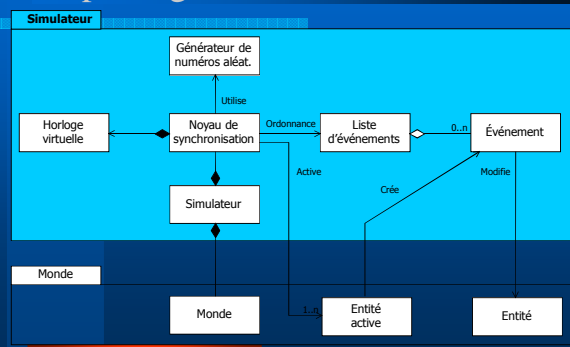 Simulateur
Générateur de
numéros aléat.
Utilise
Horloge
virtuelle
Noyau de
synchronisation
Ordonnance
Liste
d'événements
0..n
Événement
Active
Crée
Modifie
Simulateur
Monde
Monde
1..n
Entité
active
Entité